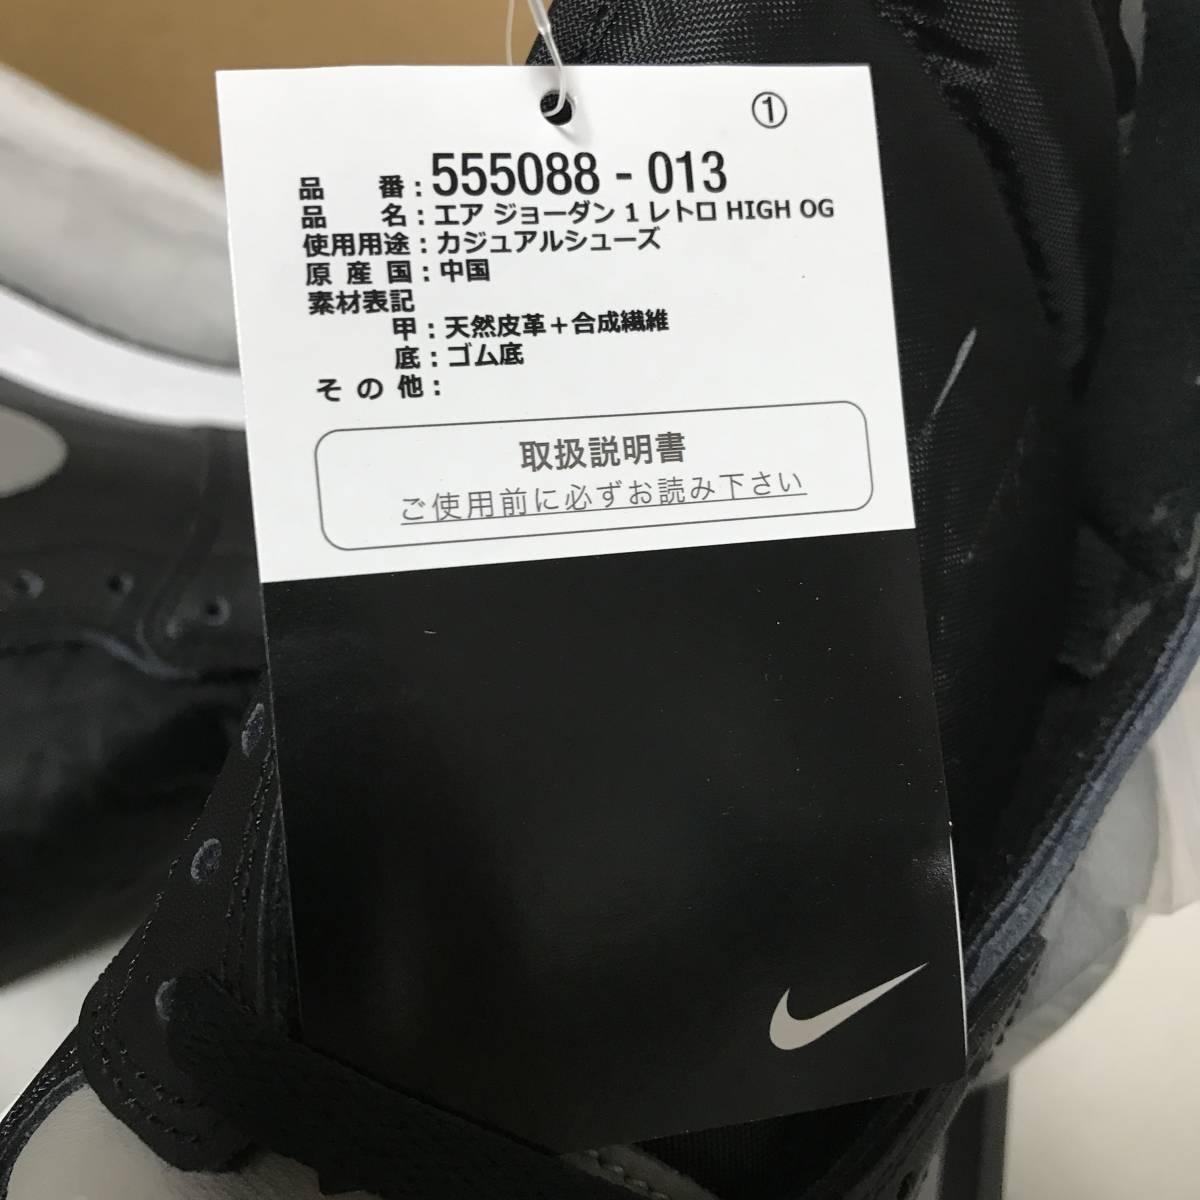 ①
品 番：555088 - 013
品 名：エア ジョーダン 1 レトロ HIGH OG
使用用途：カジュアルシューズ
原 産 国：中国
素材表記
甲：天然皮革＋合成繊維
底：ゴム底
そ の 他：
取扱説明書
ご使用前に必ずお読み下さい